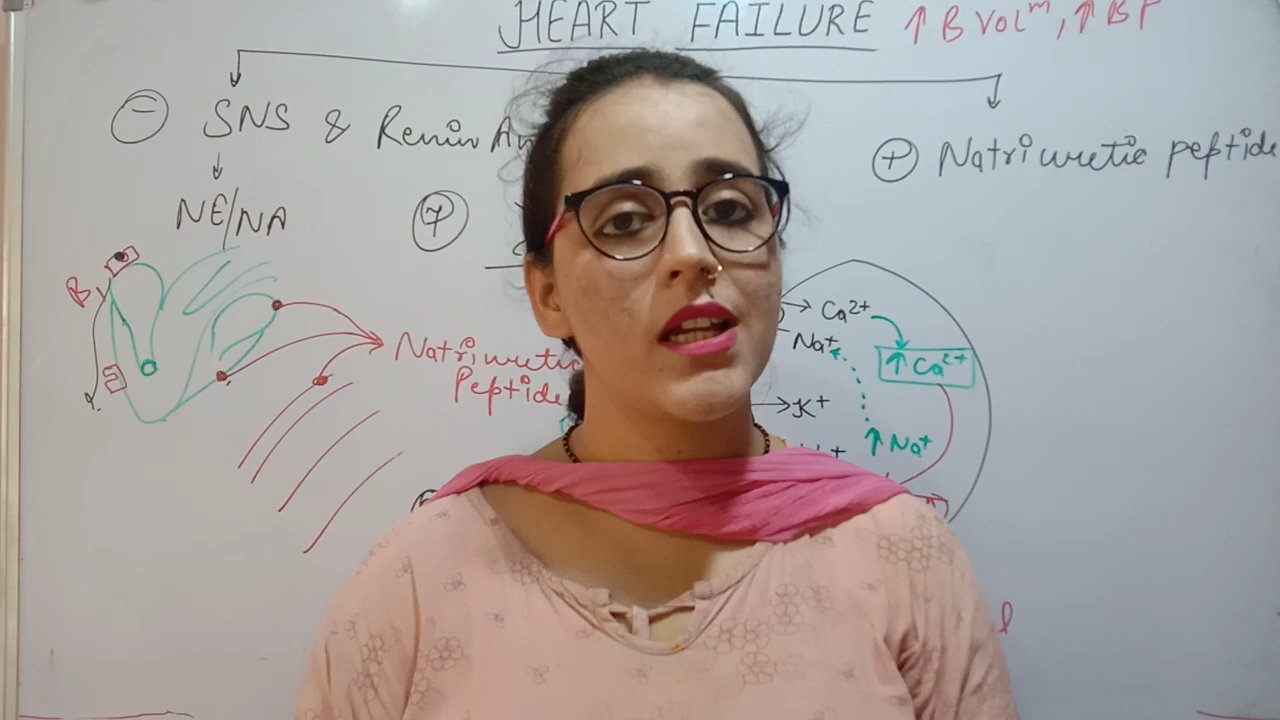 HEART FAILURE ↑ B Volᵐ, ↑ BP
⊖ SNS & Renin An
⊕ Natriuretic peptide
NE/NA
B
Natriuretic
Peptide
Ca²⁺
Na⁺
↑ Ca²⁺
K⁺
↑ Na⁺